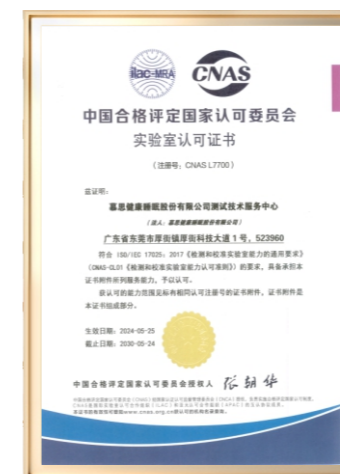 ilac-MRA
CNAS
中国合格评定国家认可委员会
实验室认可证书
（注册号：CNAS L7700）
兹证明：
慕思健康睡眠股份有限公司测试技术服务中心
（法人：慕思健康睡眠股份有限公司）
广东省东莞市厚街镇厚街科技大道 1 号，523960
符合 ISO/IEC 17025：2017《检测和校准实验室能力的通用要求》
（CNAS-CL01《检测和校准实验室能力认可准则》）的要求，具备承担本
证书附件所列服务能力，予以认可。
获认可的能力范围见标有相同认可注册号的证书附件，证书附件是
本证书组成部分。
生效日期：2024-05-25
截止日期：2030-05-24
中国合格评定国家认可委员会授权人 张朝华